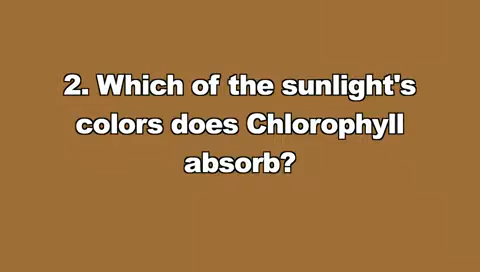 2. Which of the sunlight's
colors does Chlorophyll
absorb?